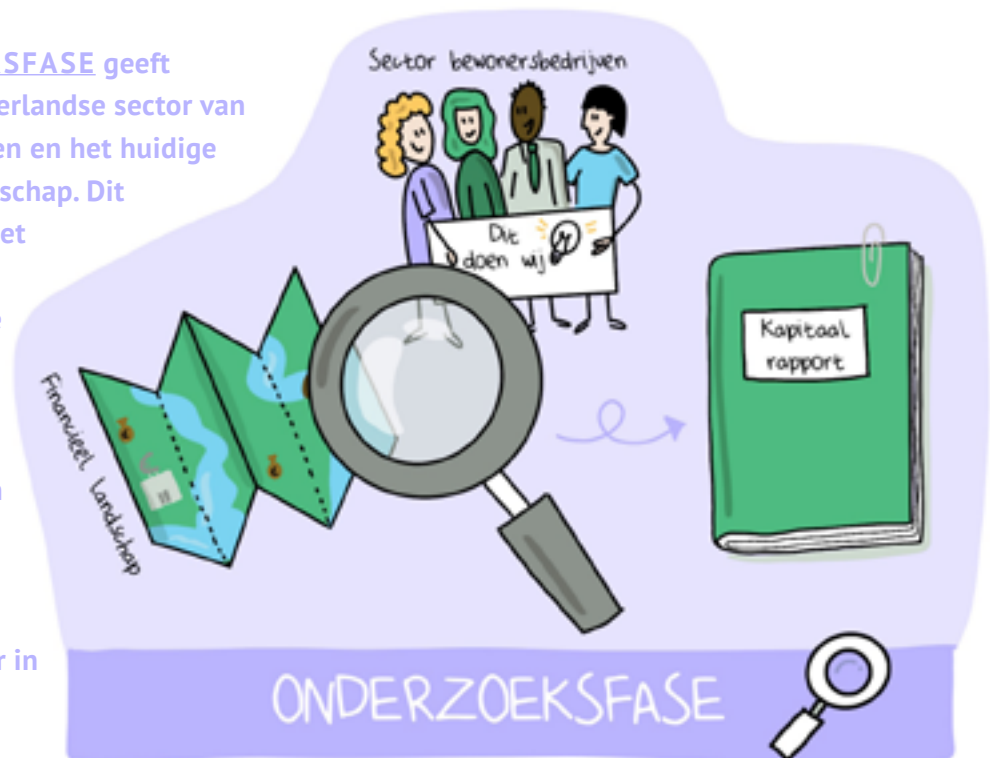 SFASE geeft
erlandse sector van
en en het huidige
schap. Dit
et
r in
Sector bewonersbedrijven
Dit
doen wij
Financieel landschap
Kapitaal
rapport
ONDERZOEKSFASE